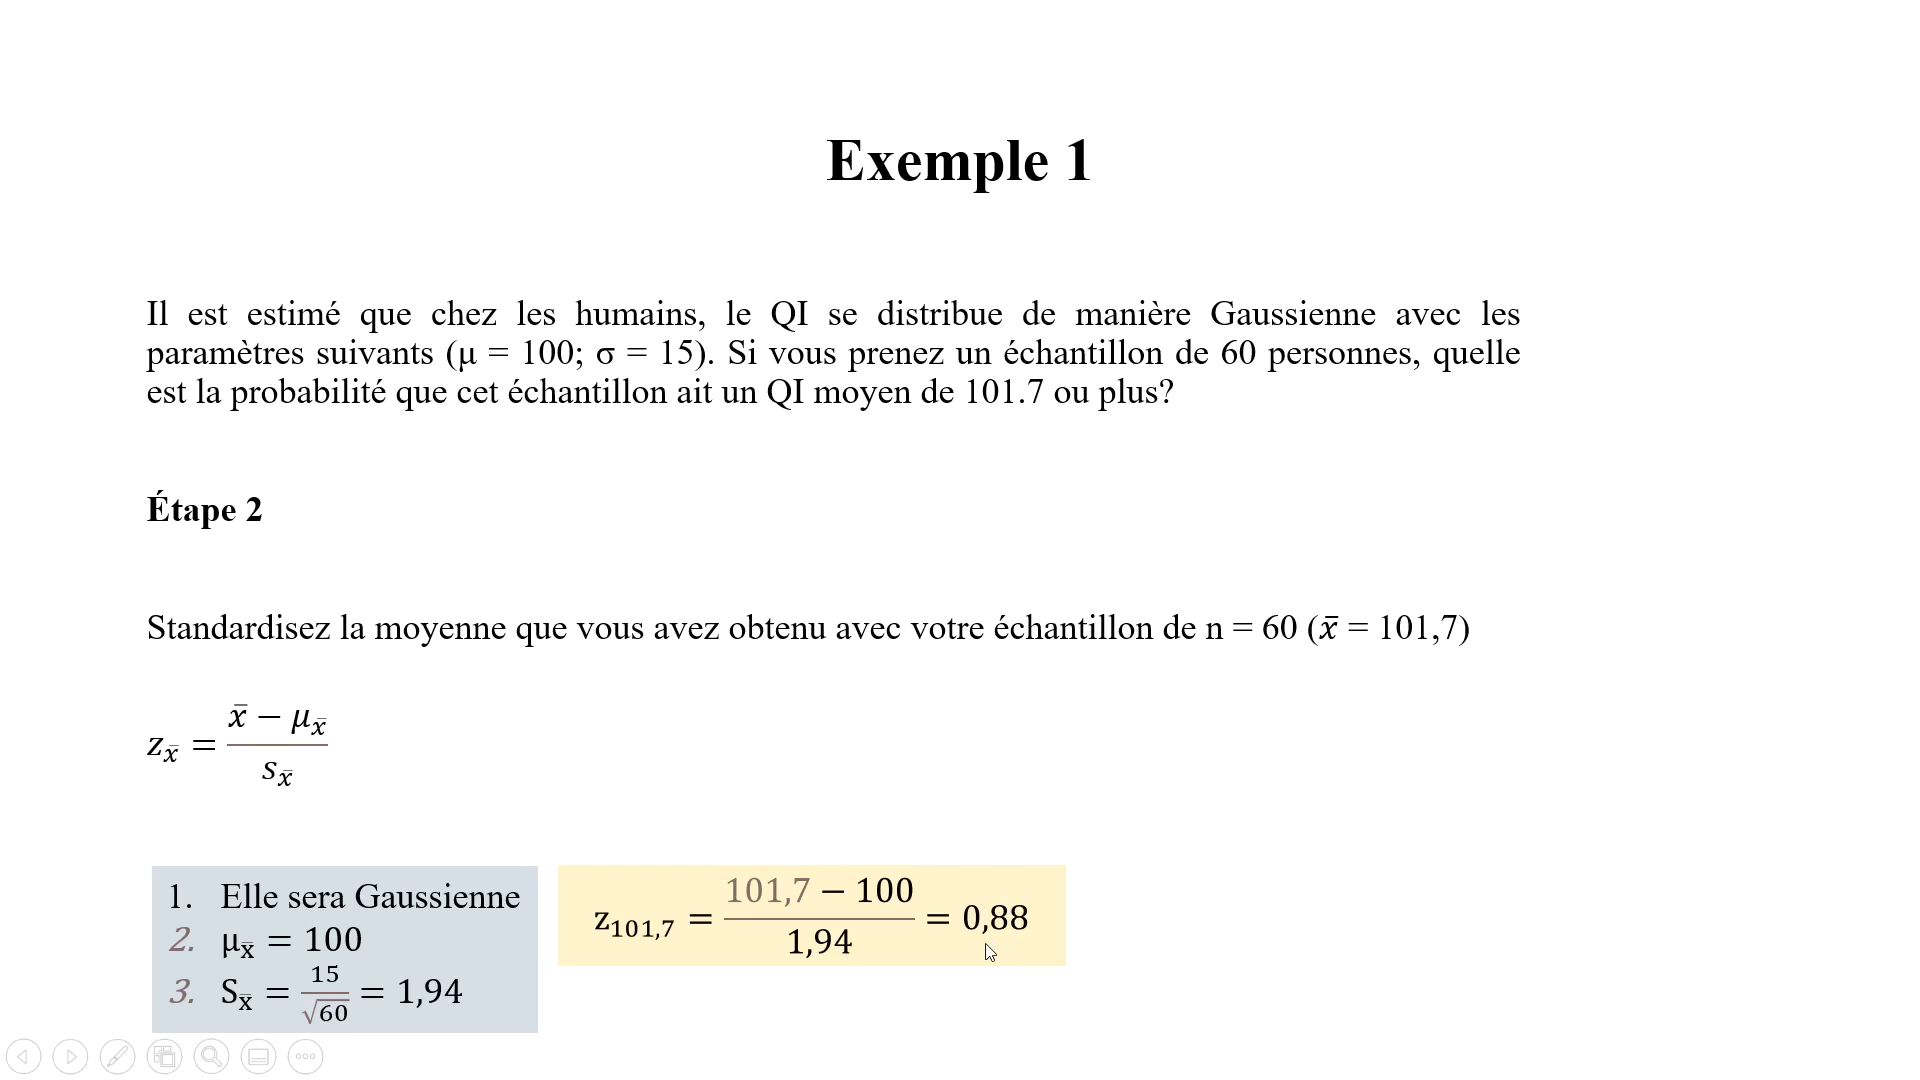 Exemple 1
Il est estimé que chez les humains, le QI se distribue de manière Gaussienne avec les
paramètres suivants (μ = 100; σ = 15). Si vous prenez un échantillon de 60 personnes, quelle
est la probabilité que cet échantillon ait un QI moyen de 101.7 ou plus?
Étape 2
Standardisez la moyenne que vous avez obtenu avec votre échantillon de n = 60 (x̄ = 101,7)
z_x̄ = (x̄ − μ_x̄) / s_x̄
1. Elle sera Gaussienne
2. μ_x̄ = 100
3. S_x̄ = 15/√60 = 1,94
z_101,7 = (101,7 − 100) / 1,94 = 0,88